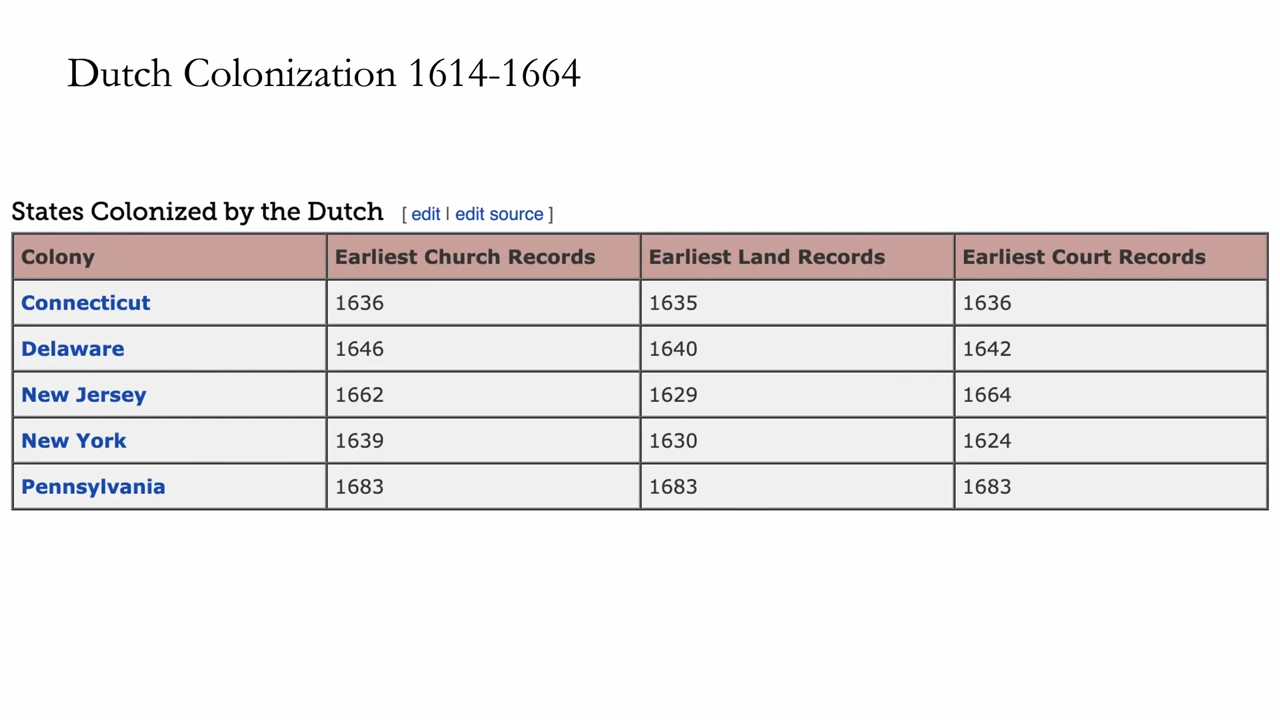 Dutch Colonization 1614-1664
States Colonized by the Dutch [ edit | edit source ]
Colony Earliest Church Records Earliest Land Records Earliest Court Records
Connecticut 1636 1635 1636
Delaware 1646 1640 1642
New Jersey 1662 1629 1664
New York 1639 1630 1624
Pennsylvania 1683 1683 1683